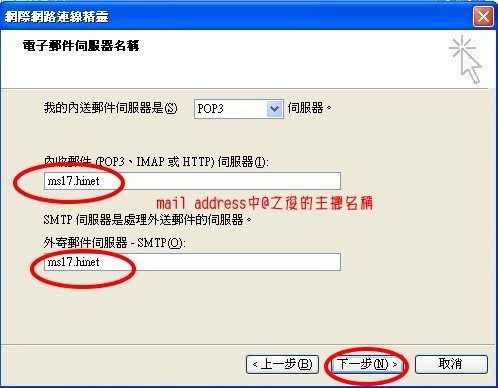 網際網路連線精靈
電子郵件伺服器名稱
我的內送郵件伺服器是(S) POP3 伺服器。
內收郵件 (POP3、IMAP 或 HTTP) 伺服器(I):
ms17.hinet
mail address中@之後的主機名稱
SMTP 伺服器是處理外送郵件的伺服器。
外寄郵件伺服器 - SMTP(O):
ms17.hinet
< 上一步(B) 下一步(N) > 取消